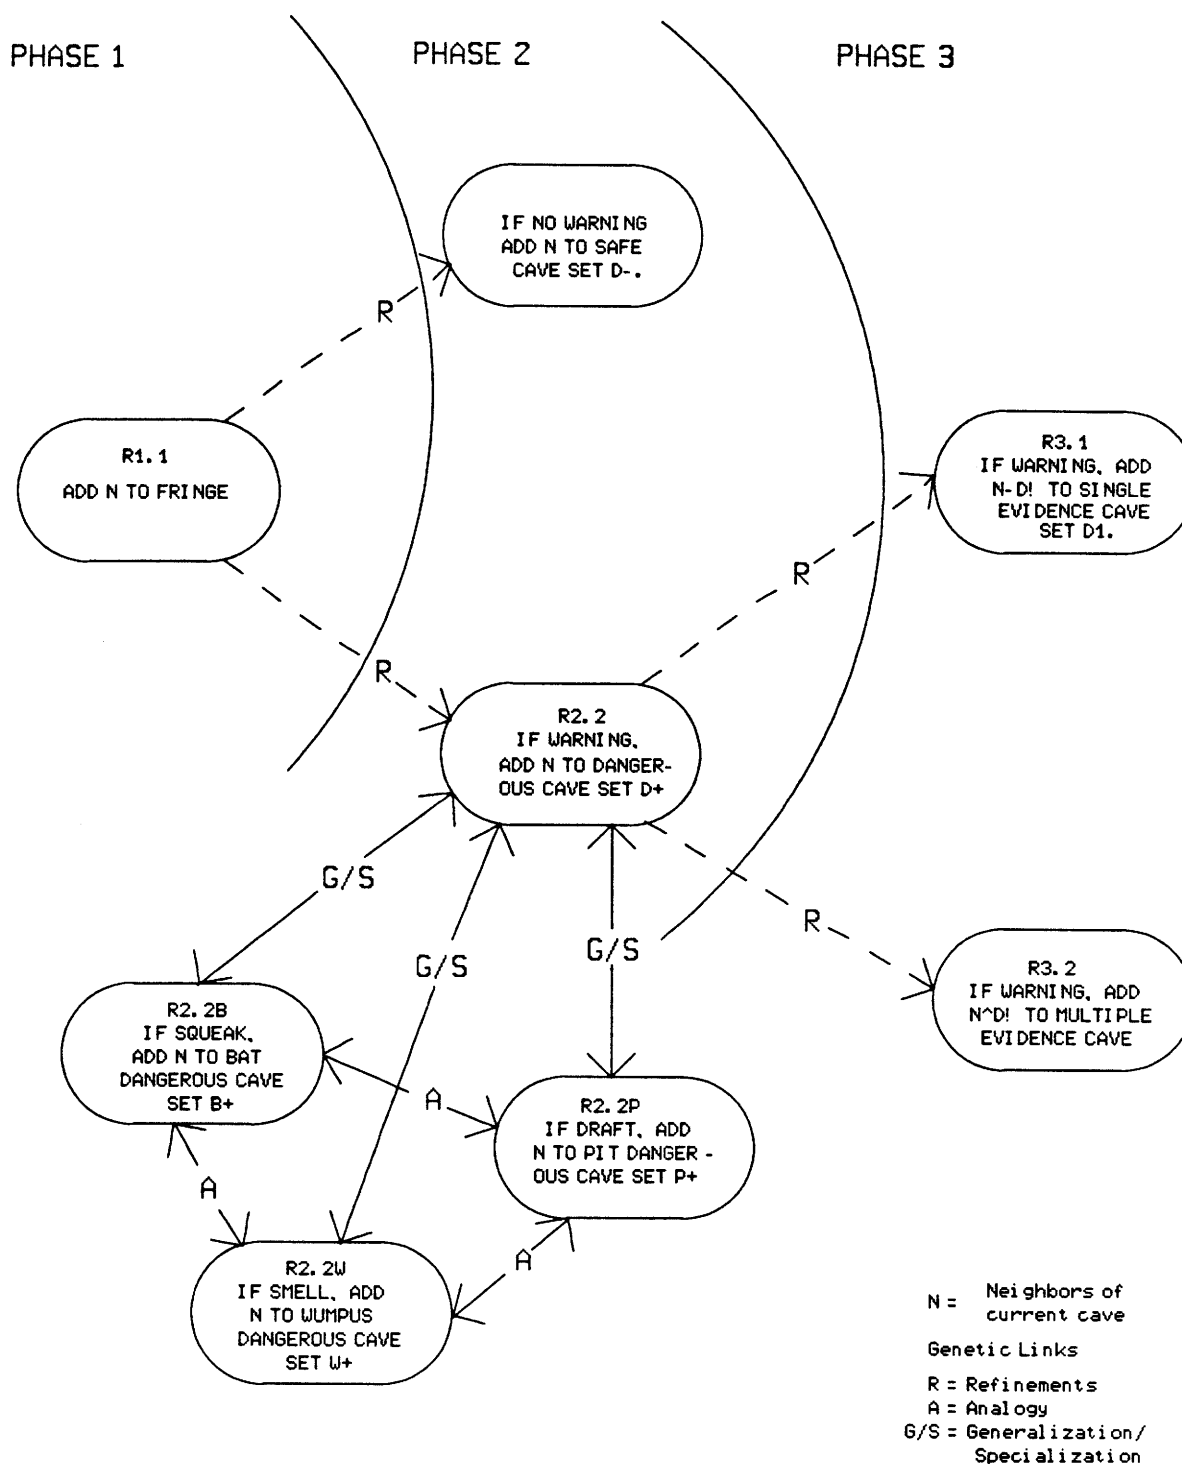 PHASE 1
PHASE 2
PHASE 3
IF NO WARNING
ADD N TO SAFE
CAVE SET D-.
R
R1.1
ADD N TO FRINGE
R3.1
IF WARNING, ADD
N-D! TO SINGLE
EVIDENCE CAVE
SET D1.
R
R
R2.2
IF WARNING,
ADD N TO DANGER-
OUS CAVE SET D+
G/S
G/S
G/S
R
R3.2
IF WARNING, ADD
N^D! TO MULTIPLE
EVIDENCE CAVE
R2.2B
IF SQUEAK,
ADD N TO BAT
DANGEROUS CAVE
SET B+
A
R2.2P
IF DRAFT, ADD
N TO PIT DANGER-
OUS CAVE SET P+
A
A
R2.2W
IF SMELL, ADD
N TO WUMPUS
DANGEROUS CAVE
SET W+
N = Neighbors of
current cave
Genetic Links
R = Refinements
A = Analogy
G/S = Generalization/
Specialization